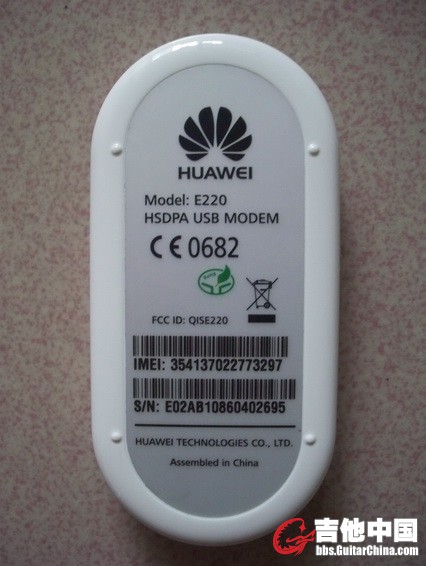 HUAWEI
Model: E220
HSDPA USB MODEM
CE 0682
FCC ID: QISE220
IMEI: 354137022773297
S/N: E02AB10860402695
HUAWEI TECHNOLOGIES CO., LTD.
Assembled in China
吉他中国
bbs.GuitarChina.com